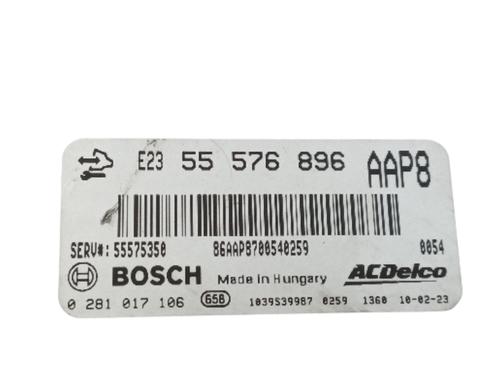 E23 55 576 896 AAP8
SERV#: 55575350 86AAP8700540259 0054
BOSCH Made in Hungary ACDelco
0 281 017 106 658 1039S39987 0259 1360 10-02-23